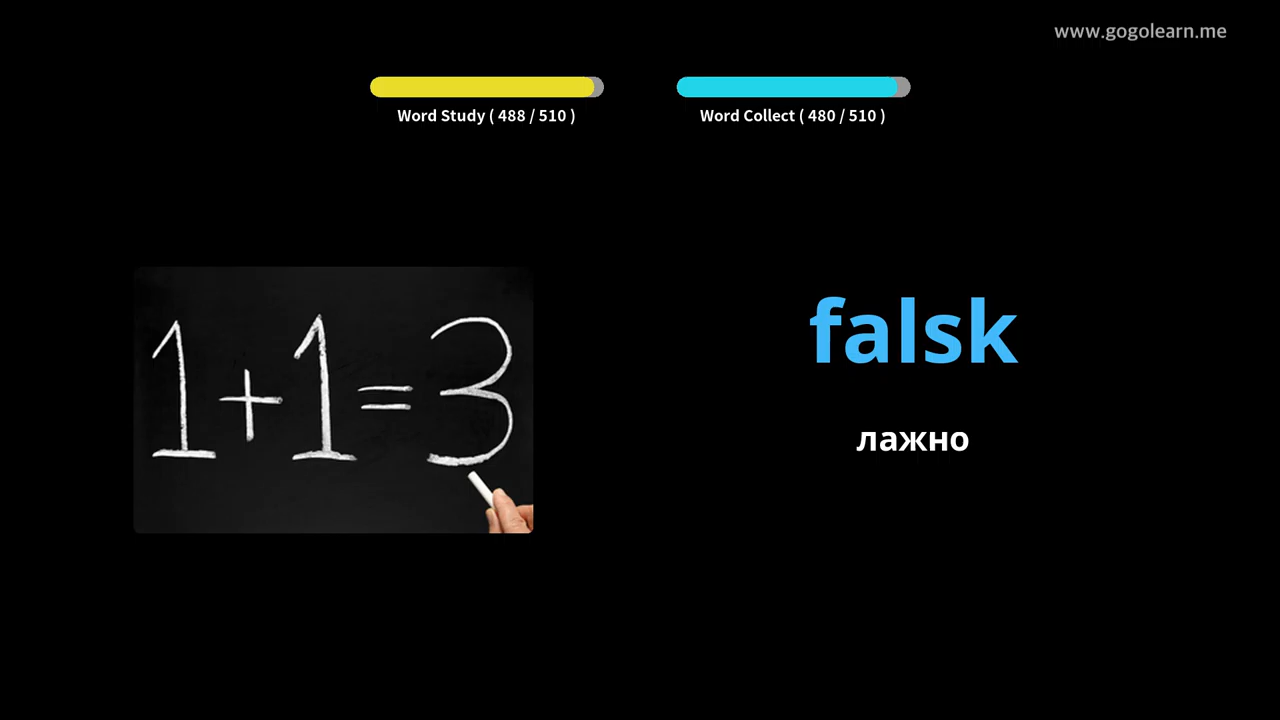 www.gogolearn.me
Word Study ( 488 / 510 )
Word Collect ( 480 / 510 )
1+1=3
falsk
лажно